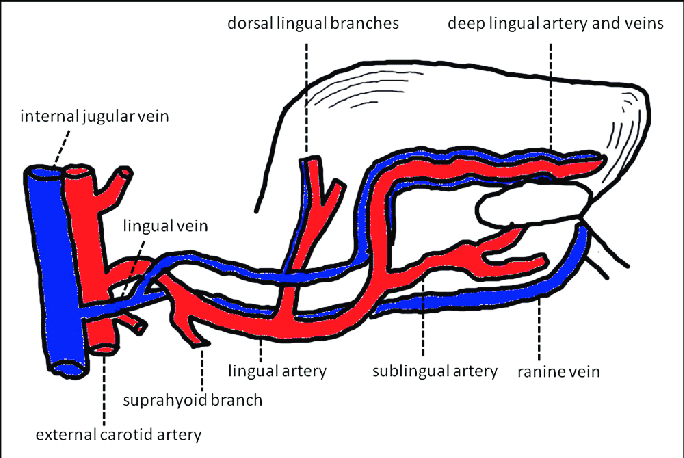 dorsal lingual branches
deep lingual artery and veins
internal jugular vein
lingual vein
lingual artery
sublingual artery
ranine vein
suprahyoid branch
external carotid artery